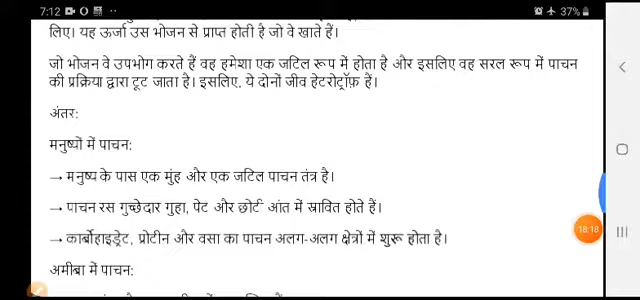 7:12
37%
लिए। यह ऊर्जा उस भोजन से प्राप्त होती है जो वे खाते हैं।
जो भोजन वे उपभोग करते हैं वह हमेशा एक जटिल रूप में होता है और इसलिए वह सरल रूप में पाचन
की प्रक्रिया द्वारा टूट जाता है। इसलिए, ये दोनों जीव हेटरोट्रॉफ़ हैं।
अंतर:
मनुष्यों में पाचन:
→ मनुष्य के पास एक मुंह और एक जटिल पाचन तंत्र है।
→ पाचन रस गुच्छेदार गुहा, पेट और छोटी आंत में स्रावित होते हैं।
18:18
→ कार्बोहाइड्रेट, प्रोटीन और वसा का पाचन अलग-अलग क्षेत्रों में शुरू होता है।
अमीबा में पाचन: